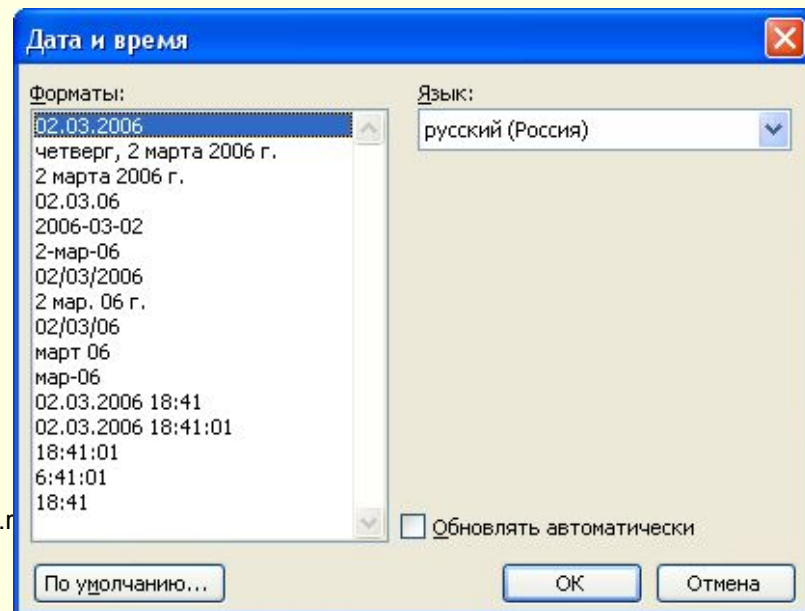 Дата и время
Форматы:
Язык:
02.03.2006
русский (Россия)
четверг, 2 марта 2006 г.
2 марта 2006 г.
02.03.06
2006-03-02
2-мар-06
02/03/2006
2 мар. 06 г.
02/03/06
март 06
мар-06
02.03.2006 18:41
02.03.2006 18:41:01
18:41:01
6:41:01
18:41
Обновлять автоматически
По умолчанию...
ОК
Отмена